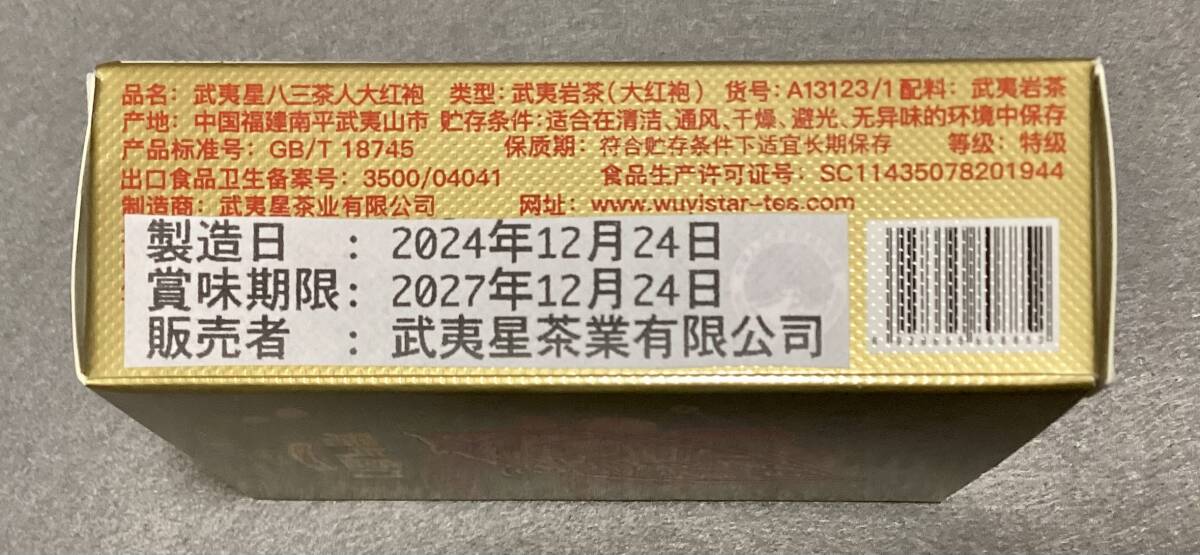 品名：武夷星八三茶人大红袍 类型：武夷岩茶（大红袍） 货号：A13123/1 配料：武夷岩茶
产地：中国福建南平武夷山市 贮存条件：适合在清洁、通风、干燥、避光、无异味的环境中保存
产品标准号：GB/T 18745 保质期：符合贮存条件下适宜长期保存 等级：特级
出口食品卫生备案号：3500/04041 食品生产许可证号：SC11435078201944
制造商：武夷星茶业有限公司 网址：www.wuyistar-tea.com
製造日 ：2024年12月24日
賞味期限：2027年12月24日
販売者 ：武夷星茶業有限公司